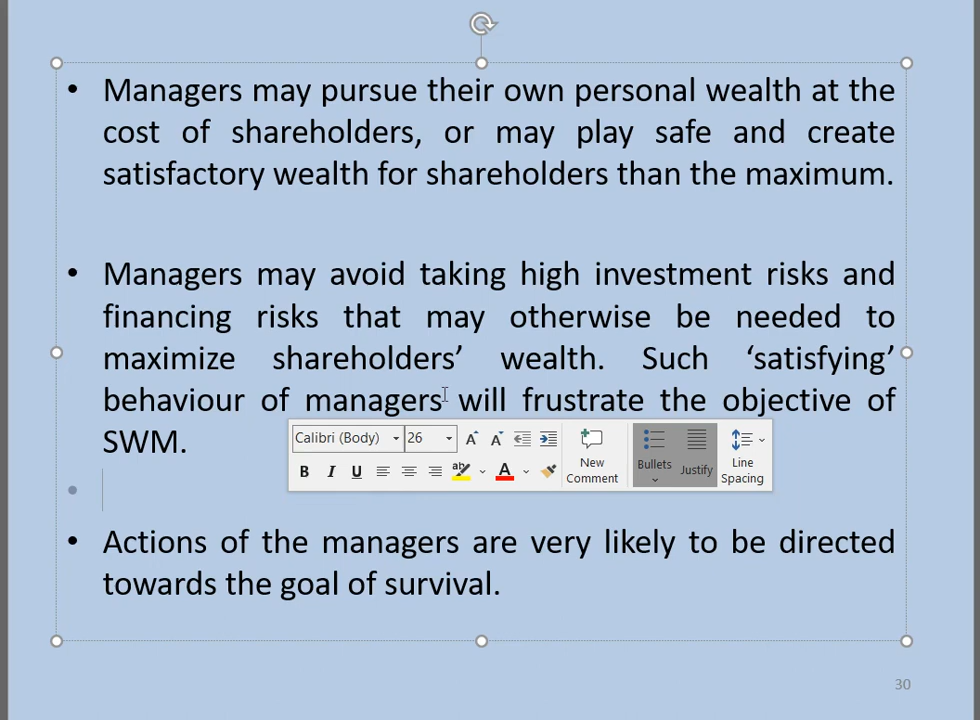 • Managers may pursue their own personal wealth at the
cost of shareholders, or may play safe and create
satisfactory wealth for shareholders than the maximum.
• Managers may avoid taking high investment risks and
financing risks that may otherwise be needed to
maximize shareholders’ wealth. Such ‘satisfying’
behaviour of managers will frustrate the objective of
SWM.
Calibri (Body) 26 A A
B I U ab A
New
Comment
Bullets
Justify
Line
Spacing
•
• Actions of the managers are very likely to be directed
towards the goal of survival.
30